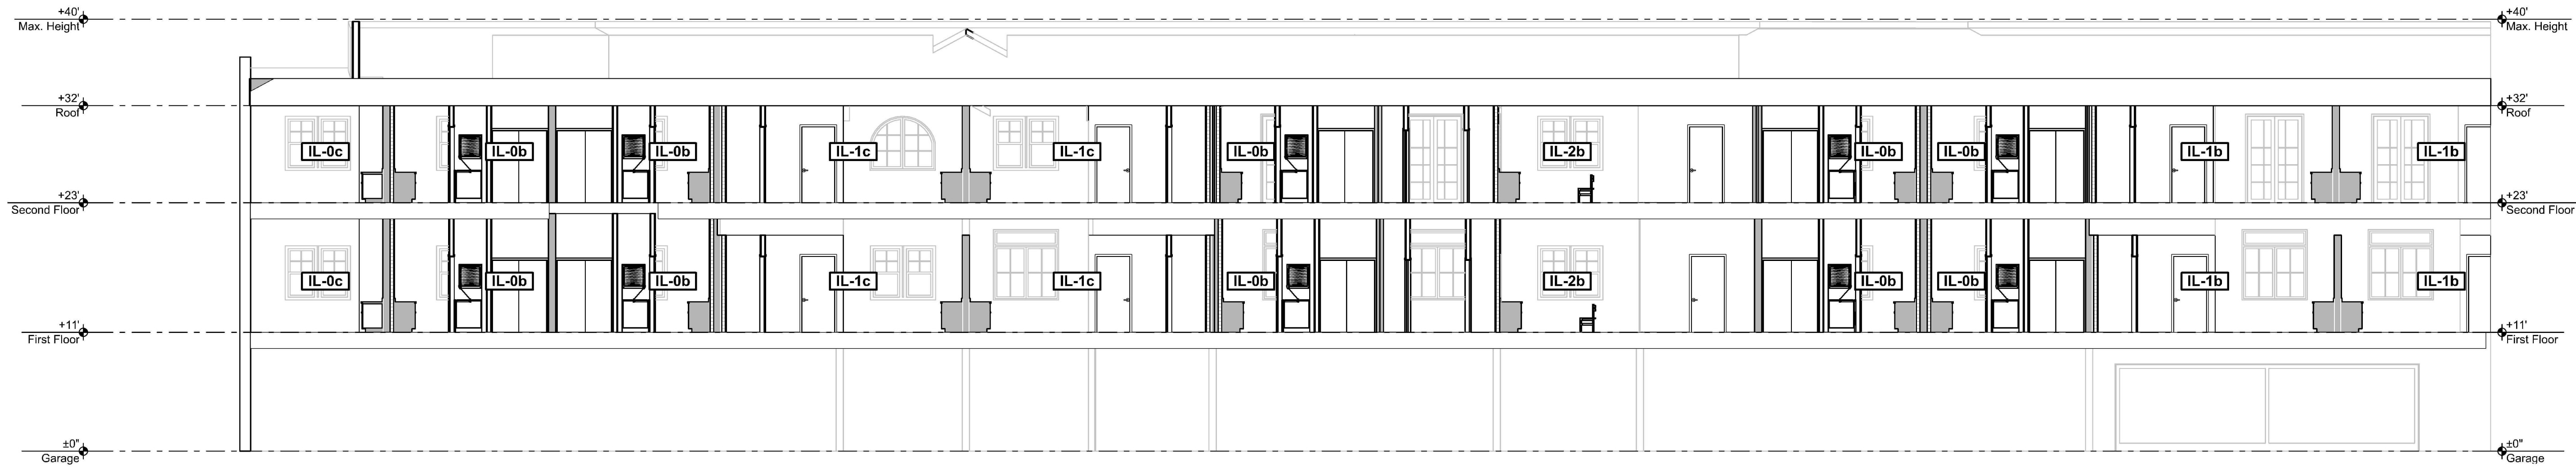 +40'
Max. Height
+40'
Max. Height
+32'
Roof
+32'
Roof
IL-0c
IL-0b
IL-0b
IL-1c
IL-1c
IL-0b
IL-2b
IL-0b
IL-0b
IL-1b
IL-1b
+23'
Second Floor
+23'
Second Floor
IL-0c
IL-0b
IL-0b
IL-1c
IL-1c
IL-0b
IL-2b
IL-0b
IL-0b
IL-1b
IL-1b
+11'
First Floor
+11'
First Floor
±0"
Garage
±0"
Garage